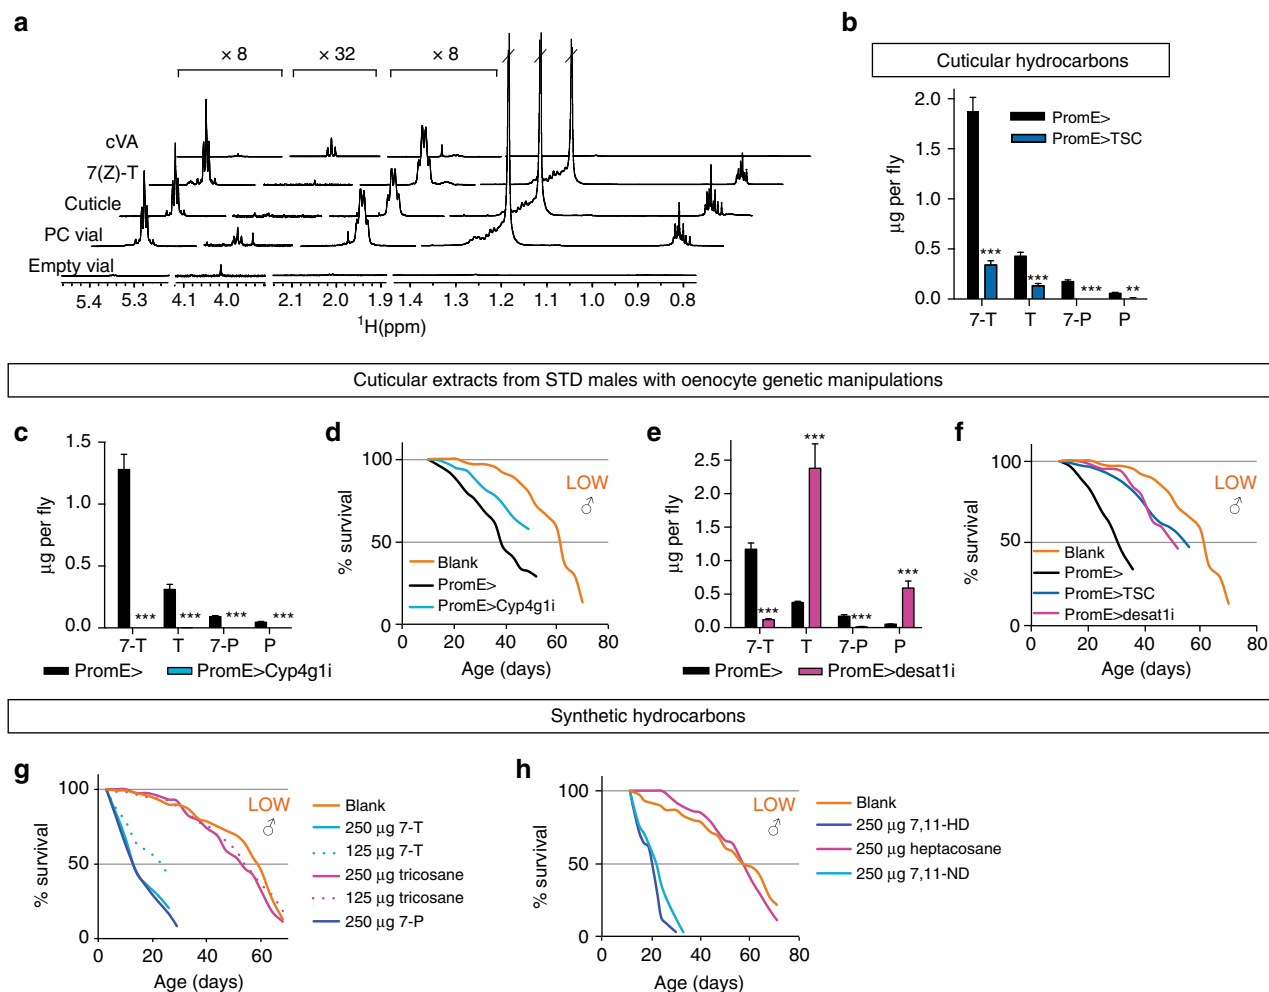 a
× 8
× 32
× 8
cVA
7(Z)-T
Cuticle
PC vial
Empty vial
5.4 5.3 4.1 4.0 2.1 2.0 1.9 1.4 1.3 1.2 1.1 1.0 0.9 0.8
1H(ppm)
b
Cuticular hydrocarbons
2.0
1.5
1.0
0.5
0.0
µg per fly
PromE>
PromE>TSC
*** *** *** **
7-T T 7-P P
Cuticular extracts from STD males with oenocyte genetic manipulations
c
1.5
1.0
0.5
0.0
µg per fly
*** *** *** ***
7-T T 7-P P
PromE> PromE>Cyp4g1i
d
100
50
0
% survival
LOW
♂
Blank
PromE>
PromE>Cyp4g1i
0 20 40 60 80
Age (days)
e
2.5
2.0
1.5
1.0
0.5
0.0
µg per fly
*** *** *** ***
7-T T 7-P P
PromE> PromE>desat1i
f
100
50
0
% survival
LOW
♂
Blank
PromE>
PromE>TSC
PromE>desat1i
0 20 40 60 80
Age (days)
Synthetic hydrocarbons
g
100
50
0
% survival
LOW
♂
0 20 40 60
Age (days)
Blank
250 µg 7-T
125 µg 7-T
250 µg tricosane
125 µg tricosane
250 µg 7-P
h
100
50
0
% survival
LOW
♂
0 20 40 60 80
Age (days)
Blank
250 µg 7,11-HD
250 µg heptacosane
250 µg 7,11-ND